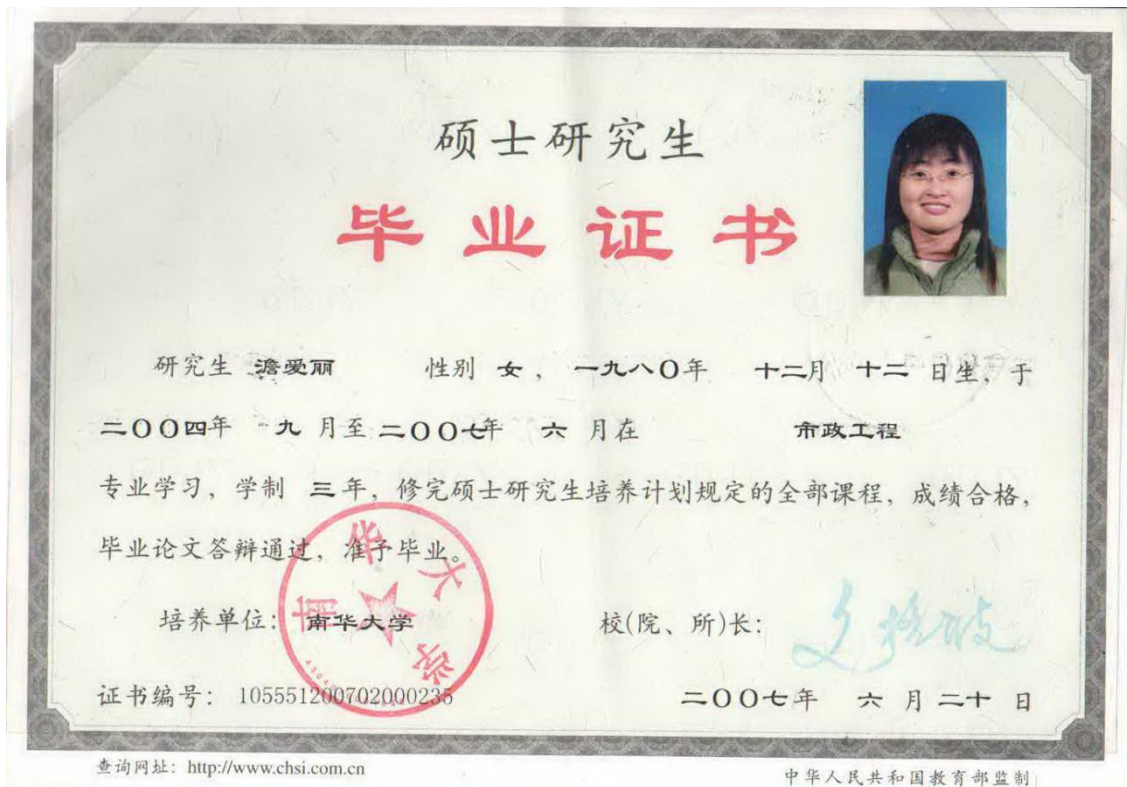 硕士研究生
毕业证书
研究生 澹爱丽 性别 女，一九八〇年 十二月 十二 日生，于
二〇〇四年 九 月至 二〇〇七年 六 月在 市政工程
专业学习，学制 三年，修完硕士研究生培养计划规定的全部课程，成绩合格，
毕业论文答辩通过，准予毕业。
南华大学
培养单位： 南华大学 校(院、所)长：
证书编号： 105551200702000235 二〇〇七年 六 月 二十 日
查询网址：http://www.chsi.com.cn 中华人民共和国教育部监制